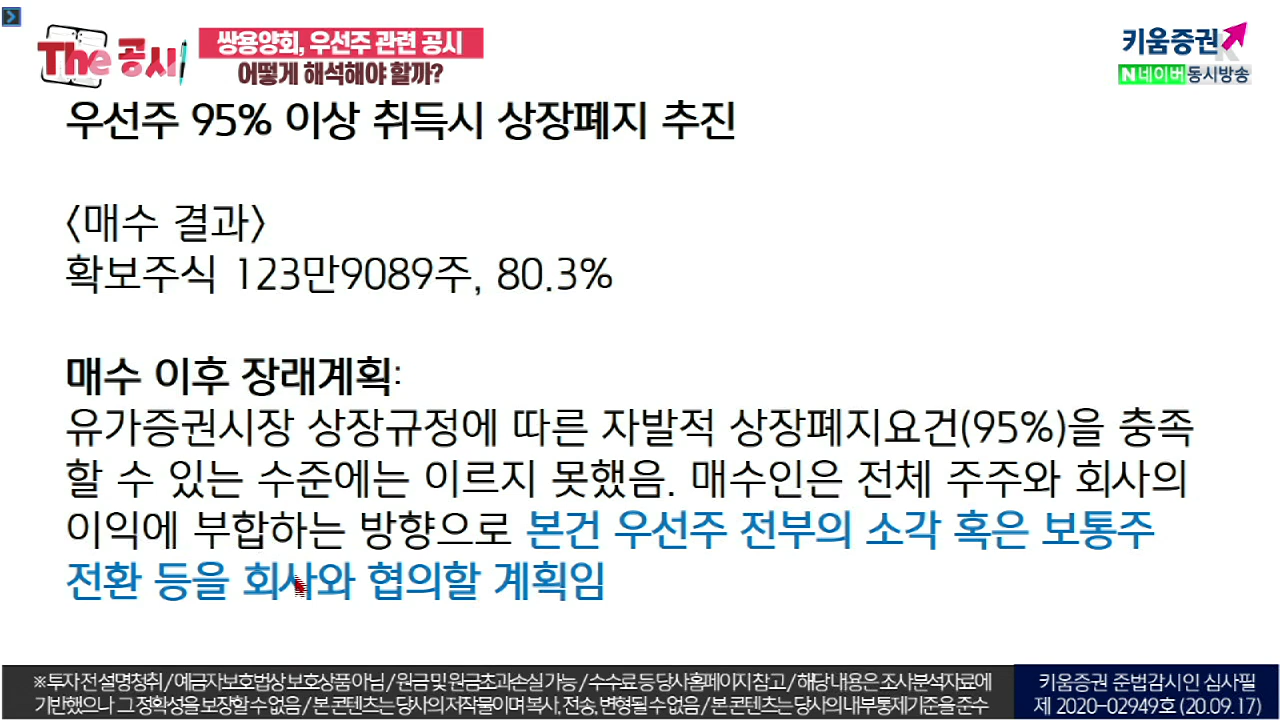 The 공시
쌍용양회, 우선주 관련 공시
어떻게 해석해야 할까?
키움증권
N 네이버 동시방송
우선주 95% 이상 취득시 상장폐지 추진
〈매수 결과〉
확보주식 123만9089주, 80.3%
매수 이후 장래계획:
유가증권시장 상장규정에 따른 자발적 상장폐지요건(95%)을 충족
할 수 있는 수준에는 이르지 못했음. 매수인은 전체 주주와 회사의
이익에 부합하는 방향으로 본건 우선주 전부의 소각 혹은 보통주
전환 등을 회사와 협의할 계획임
※투자 전 설명청취 / 예금자보호법상 보호상품 아님 / 원금 및 원금초과손실 가능 / 수수료 등 당사홈페이지 참고 / 해당 내용은 조사분석자료에
기반했으나 그 정확성을 보장할 수 없음 / 본 콘텐츠는 당사의 저작물이며 복사, 전송, 변형될 수 없음 / 본 콘텐츠는 당사의 내부통제기준을 준수
키움증권 준법감시인 심사필
제 2020-02949호 (20.09.17)